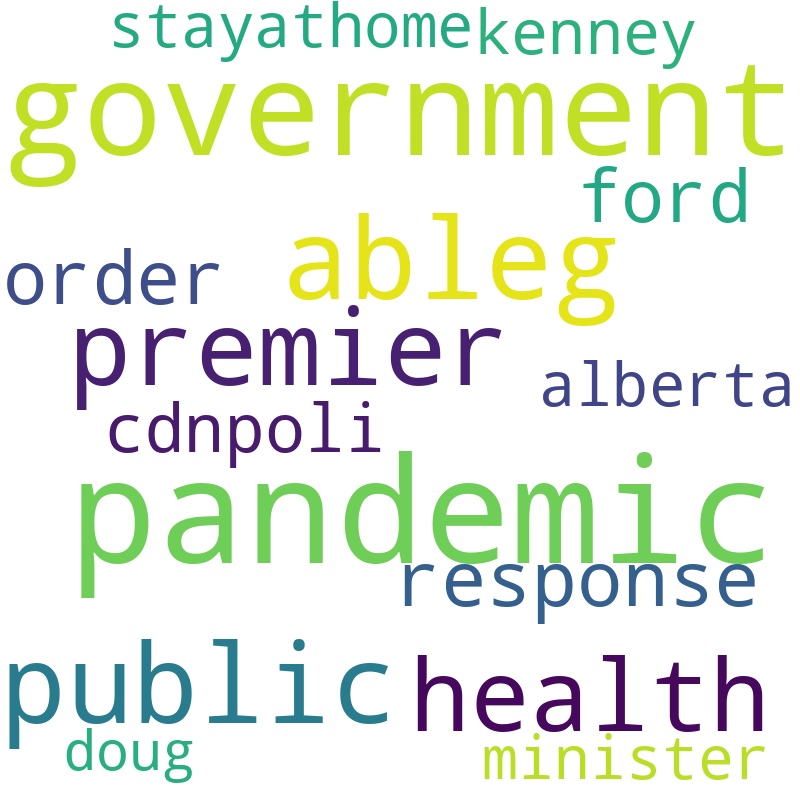 stayathome kenney
government
ford
ableg
order
premier
alberta
cdnpoli
pandemic
response
public health
doug minister